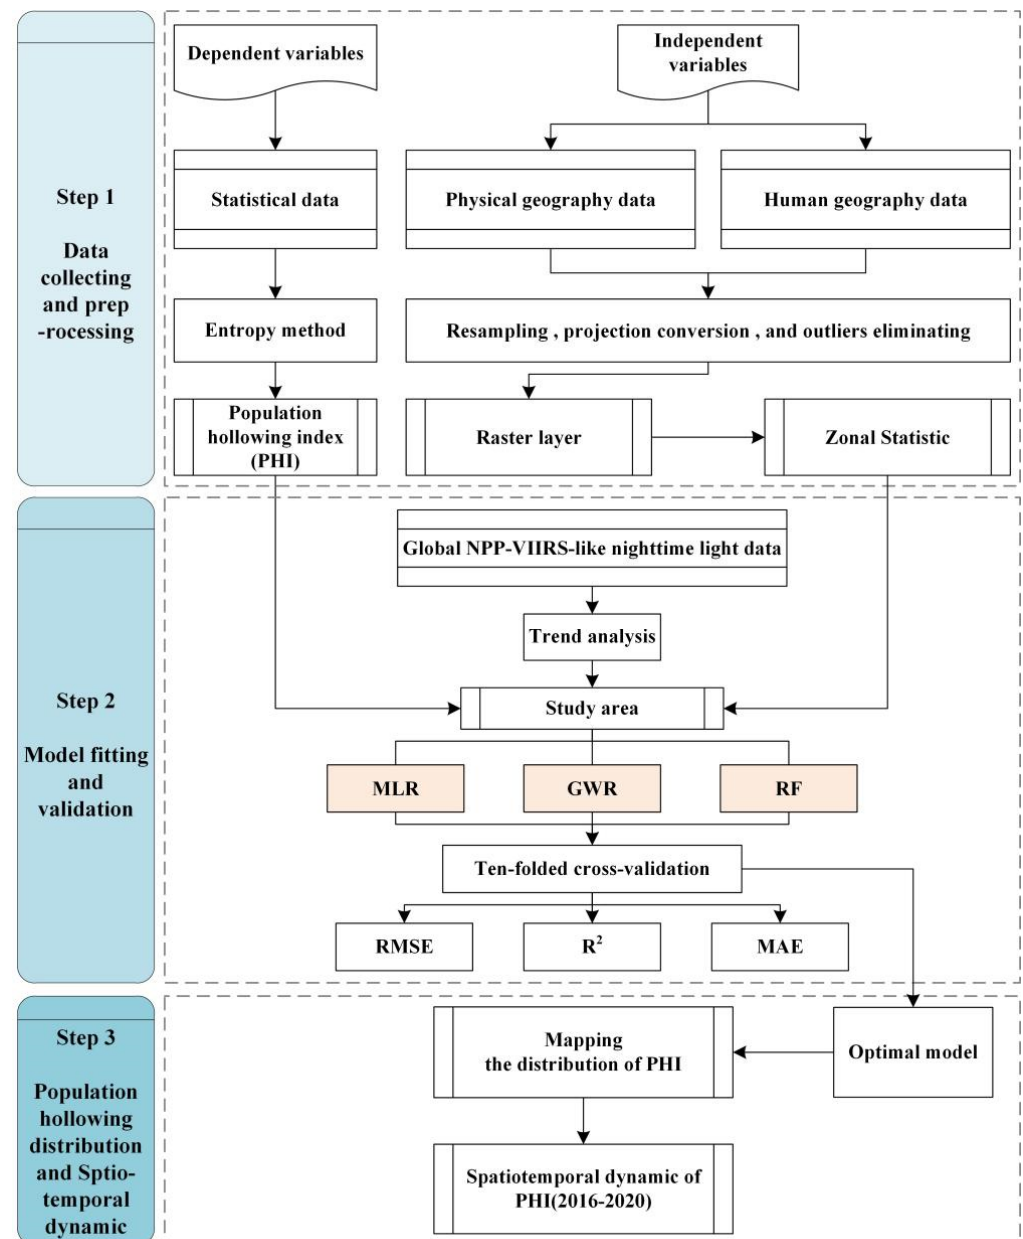 Step 1
Data
collecting
and prep
-rocessing
Dependent variables
Independent
variables
Statistical data
Physical geography data
Human geography data
Entropy method
Resampling , projection conversion , and outliers eliminating
Population
hollowing index
(PHI)
Raster layer
Zonal Statistic
Step 2
Model fitting
and
validation
Global NPP-VIIRS-like nighttime light data
Trend analysis
Study area
MLR
GWR
RF
Ten-folded cross-validation
RMSE
R²
MAE
Step 3
Population
hollowing
distribution
and Sptio-
temporal
dynamic
Mapping
the distribution of PHI
Optimal model
Spatiotemporal dynamic of
PHI(2016-2020)